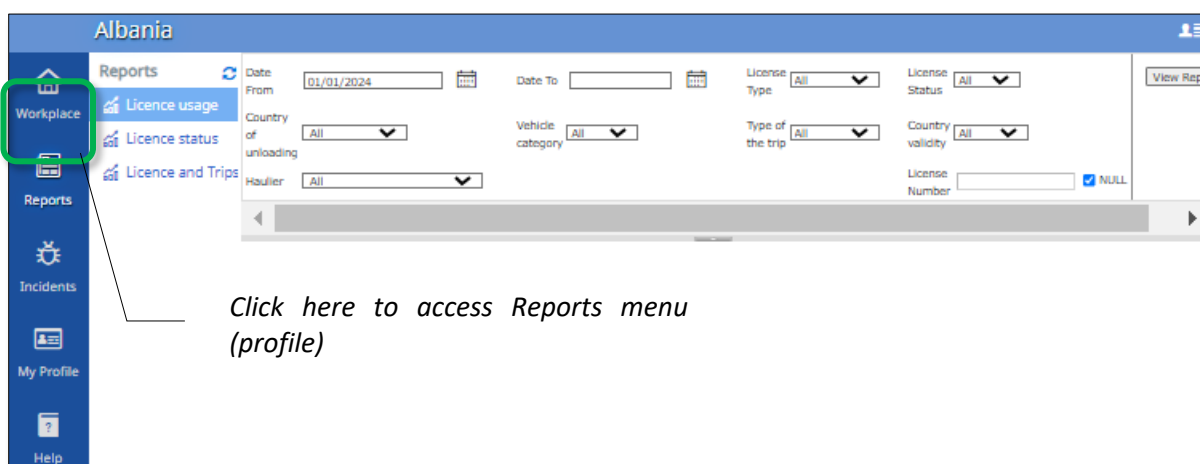 Albania
Workplace
Reports
Incidents
My Profile
Help
Reports
Licence usage
Licence status
Licence and Trips
Date From 01/01/2024
Date To
License Type All
License Status All
View Rep
Country of unloading All
Vehicle category All
Type of the trip All
Country validity All
Haulier All
License Number
NULL
Click here to access Reports menu
(profile)